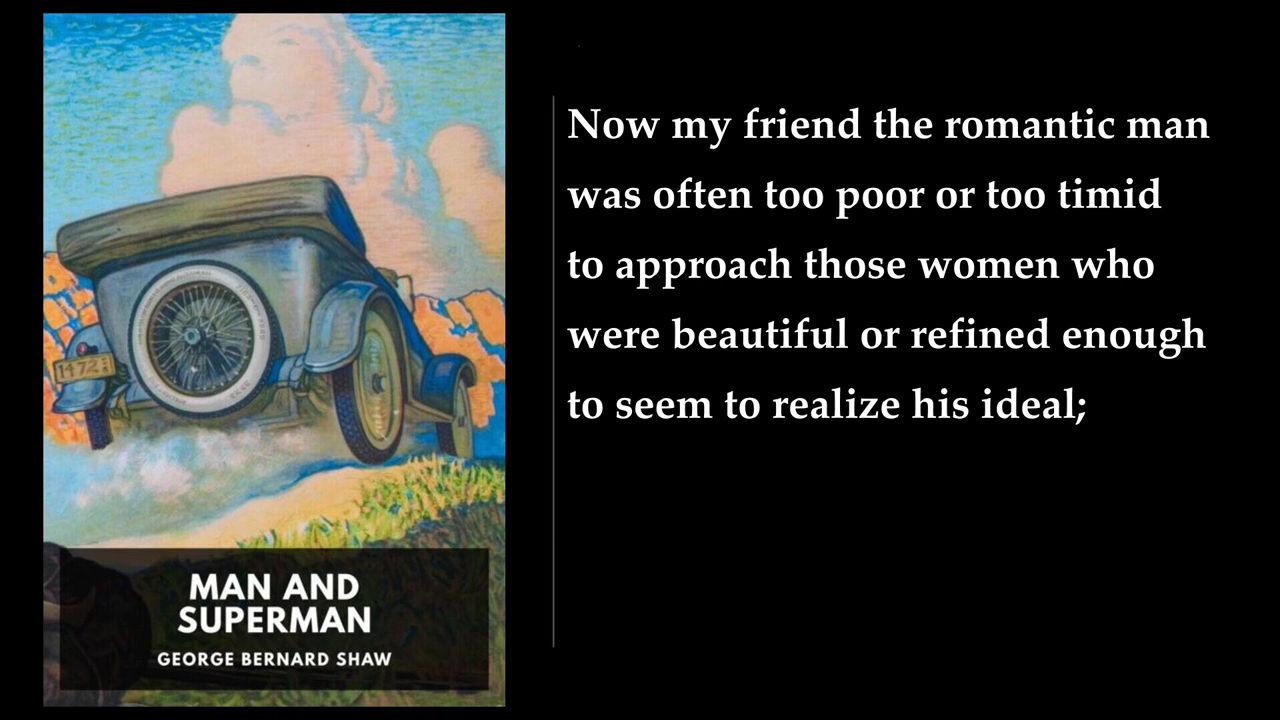 Now my friend the romantic man
was often too poor or too timid
to approach those women who
were beautiful or refined enough
to seem to realize his ideal;
1472
MAN AND
SUPERMAN
GEORGE BERNARD SHAW